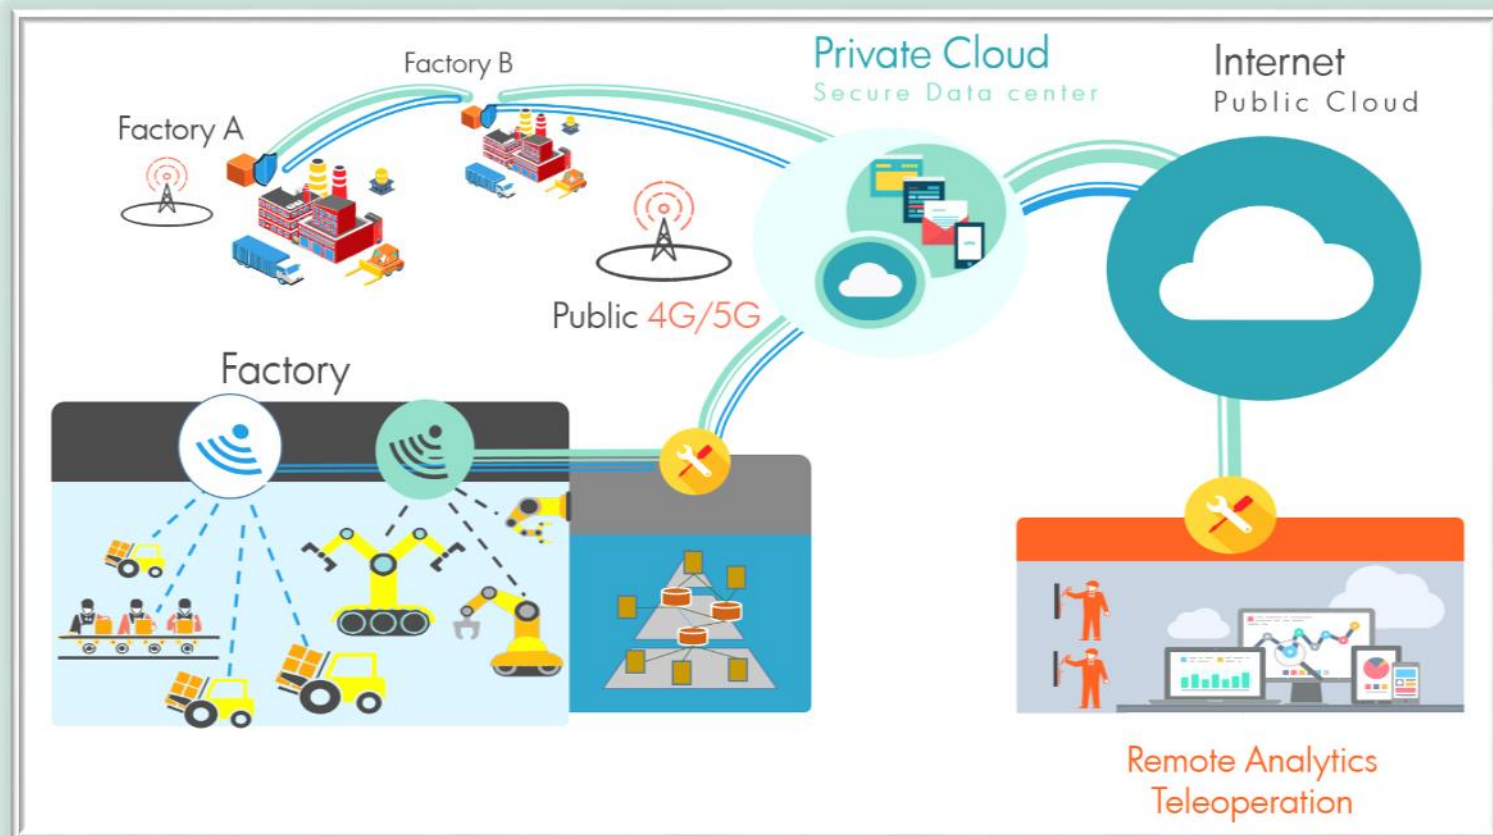 Factory A
Factory B
Private Cloud
Secure Data center
Internet
Public Cloud
Public 4G/5G
Factory
Remote Analytics
Teleoperation